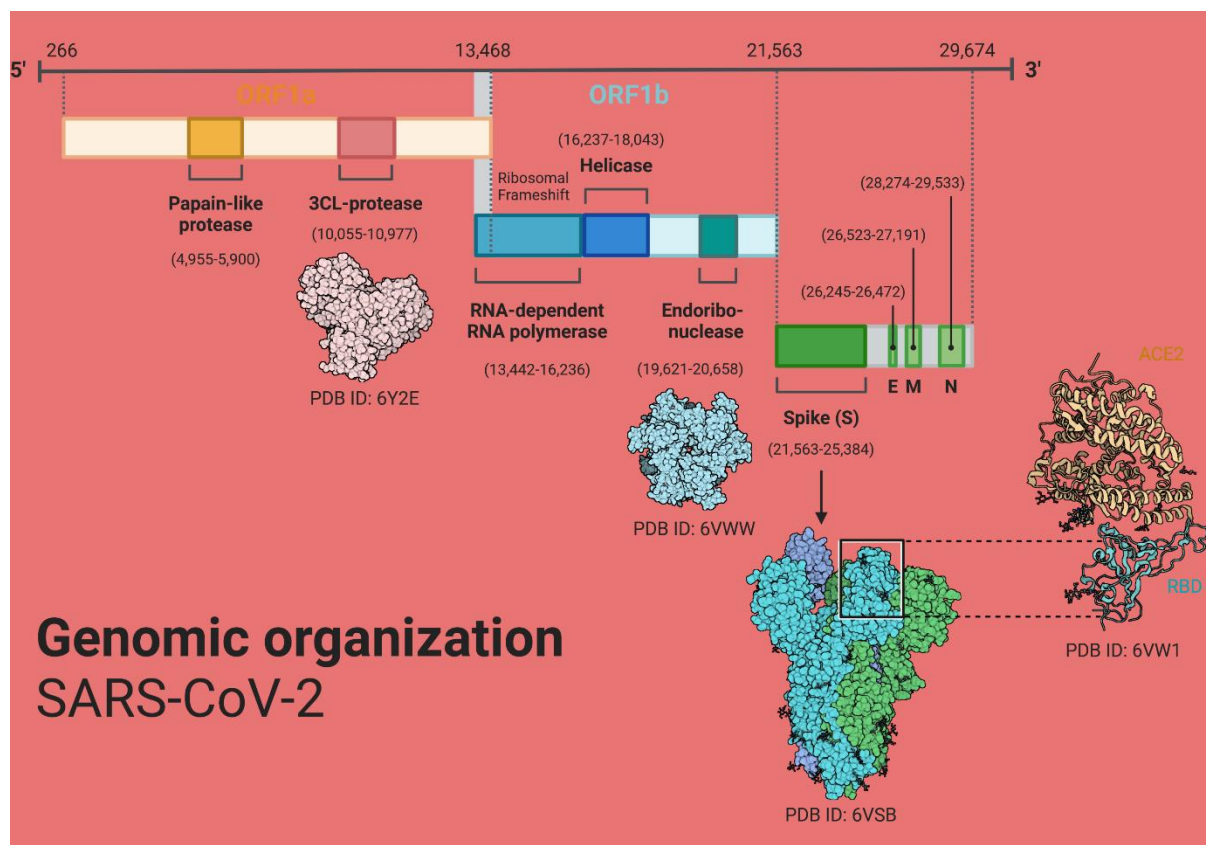 266
13,468
21,563
29,674
5'
3'
ORF1a
ORF1b
(16,237-18,043)
Helicase
Ribosomal
Frameshift
(28,274-29,533)
Papain-like
protease
(4,955-5,900)
3CL-protease
(10,055-10,977)
PDB ID: 6Y2E
(26,523-27,191)
(26,245-26,472)
RNA-dependent
RNA polymerase
(13,442-16,236)
Endoribo-
nuclease
(19,621-20,658)
PDB ID: 6VWW
E M N
Spike (S)
(21,563-25,384)
ACE2
RBD
PDB ID: 6VW1
PDB ID: 6VSB
Genomic organization
SARS-CoV-2